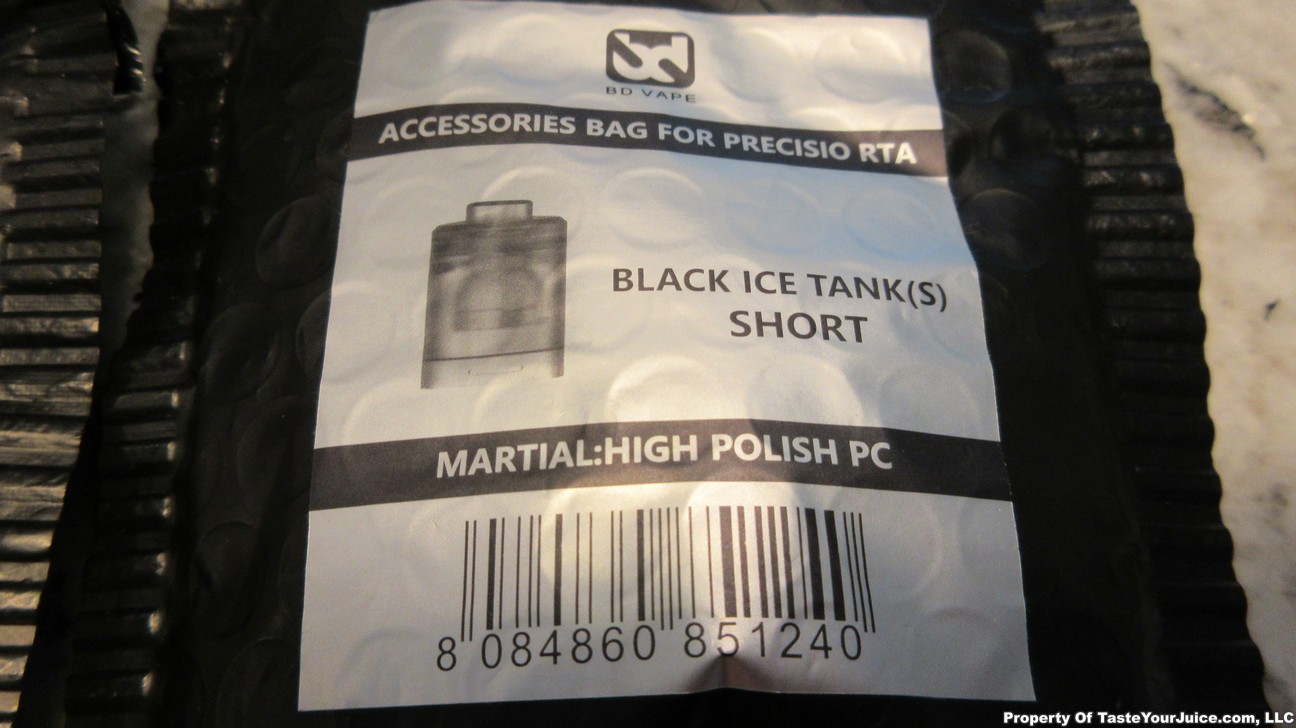 BD VAPE
ACCESSORIES BAG FOR PRECISIO RTA
BLACK ICE TANK(S)
SHORT
MARTIAL:HIGH POLISH PC
8 084860 851240
Property Of TasteYourJuice.com, LLC